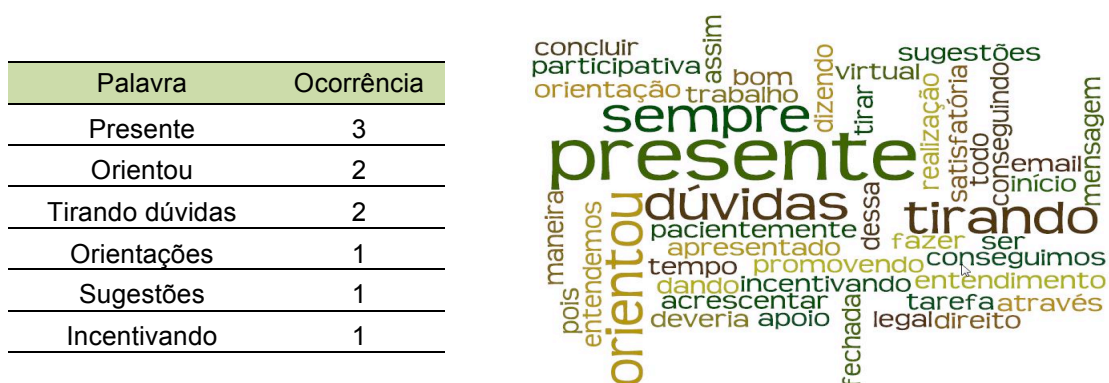 Palavra Ocorrência
Presente 3
Orientou 2
Tirando dúvidas 2
Orientações 1
Sugestões 1
Incentivando 1
concluir
participativa
assim
orientação
bom
trabalho
dizendo
virtual
tirar
sugestões
realização
satisfatória
todo
conseguindo
mensagem
sempre
presente
email
início
maneira
dúvidas
dessa
tirando
pois
entendemos
orientou
pacientemente
apresentado
fazer
ser
tempo
promovendo
conseguimos
dando
incentivando
entendimento
acrescentar
tarefa
através
deveria
apoio
fechada
legal
direito